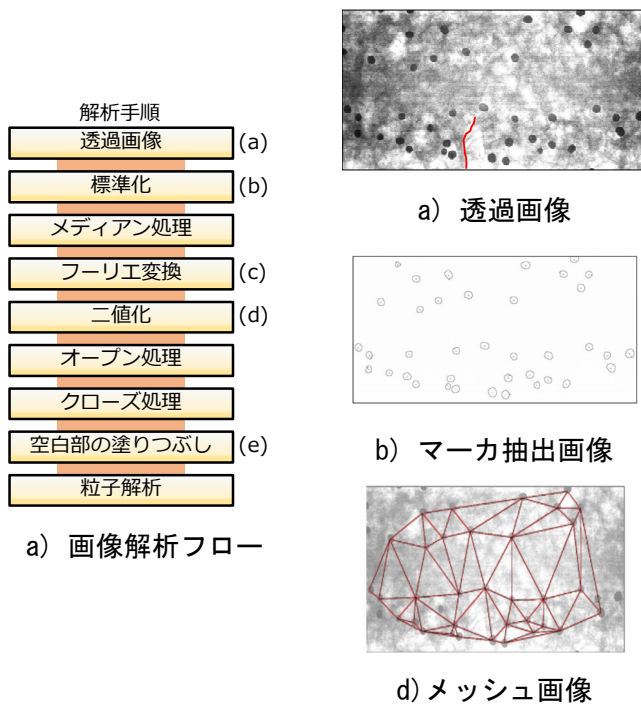 解析手順
透過画像 (a)
標準化 (b)
メディアン処理
フーリエ変換 (c)
二値化 (d)
オープン処理
クローズ処理
空白部の塗りつぶし (e)
粒子解析
a) 画像解析フロー
a) 透過画像
b) マーカ抽出画像
d)メッシュ画像